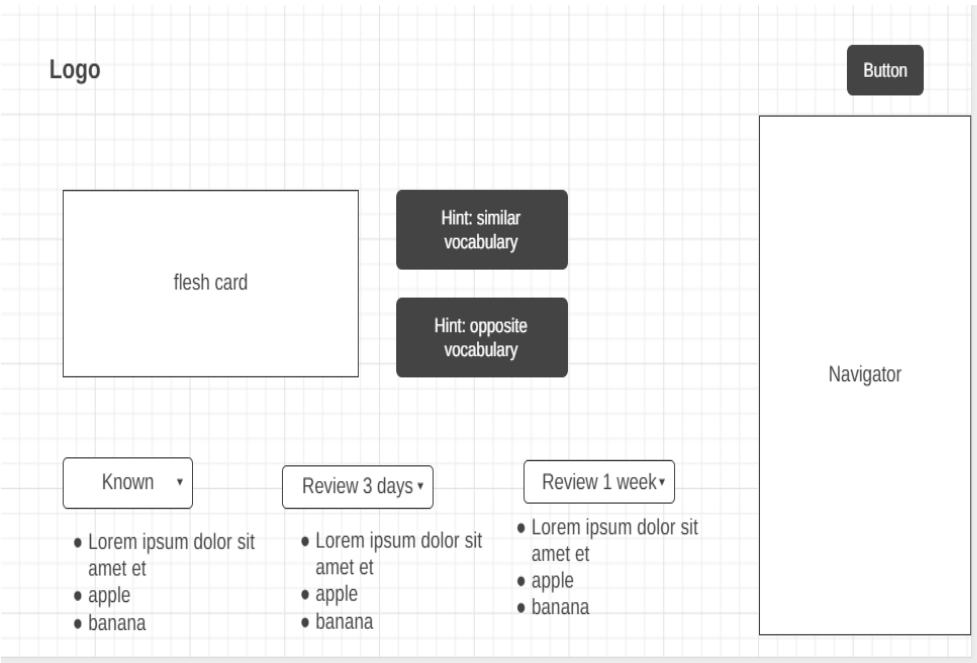 Logo
Button
Hint: similar
vocabulary
flesh card
Hint: opposite
vocabulary
Navigator
Known
Lorem ipsum dolor sit
amet et
apple
banana
Review 3 days
Lorem ipsum dolor sit
amet et
apple
banana
Review 1 week
Lorem ipsum dolor sit
amet et
apple
banana